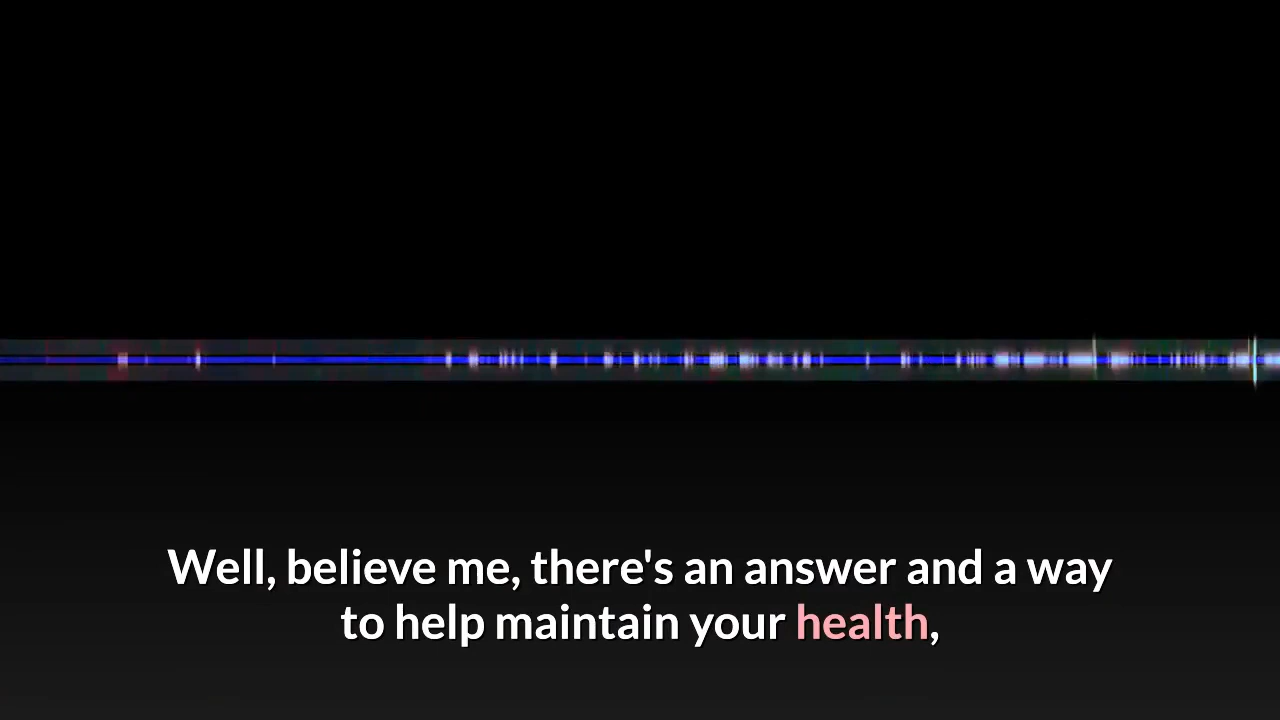 Well, believe me, there's an answer and a way
to help maintain your health,